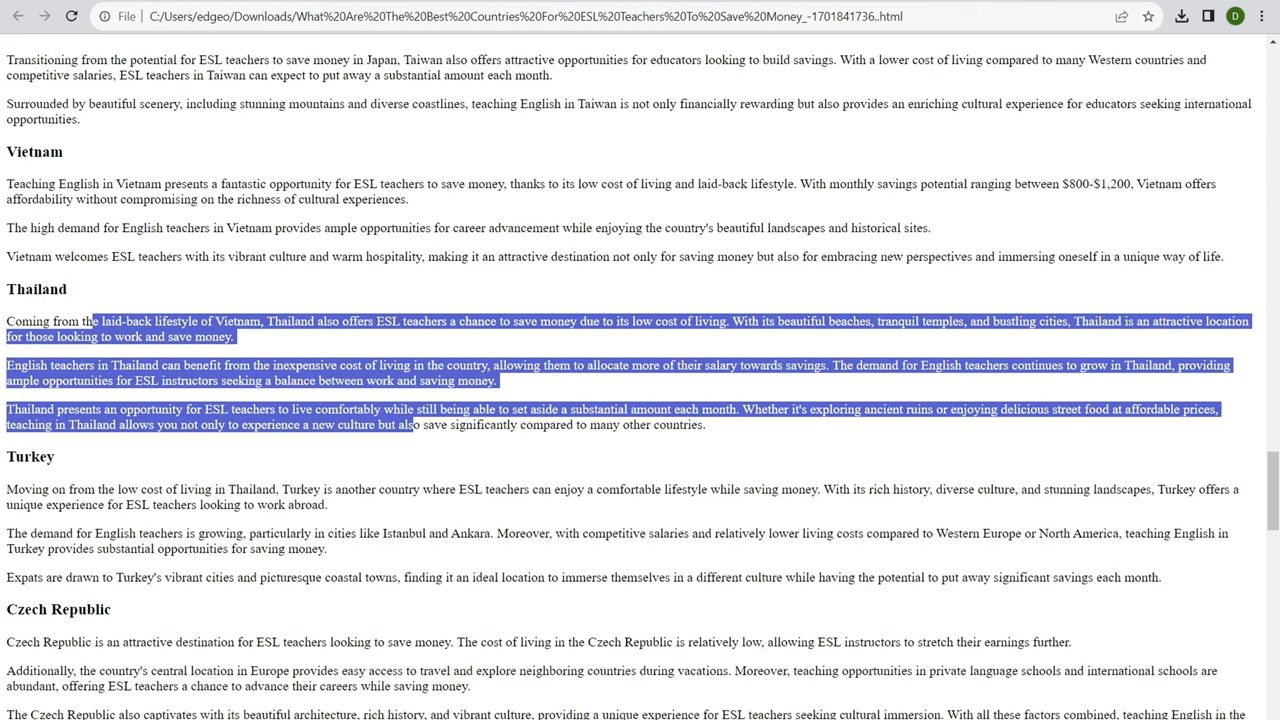 File
C:/Users/edgeo/Downloads/What%20Are%20The%20Best%20Countries%20For%20ESL%20Teachers%20To%20Save%20Money_-1701841736..html
D
Transitioning from the potential for ESL teachers to save money in Japan, Taiwan also offers attractive opportunities for educators looking to build savings. With a lower cost of living compared to many Western countries and
competitive salaries, ESL teachers in Taiwan can expect to put away a substantial amount each month.
Surrounded by beautiful scenery, including stunning mountains and diverse coastlines, teaching English in Taiwan is not only financially rewarding but also provides an enriching cultural experience for educators seeking international
opportunities.
Vietnam
Teaching English in Vietnam presents a fantastic opportunity for ESL teachers to save money, thanks to its low cost of living and laid-back lifestyle. With monthly savings potential ranging between $800-$1,200, Vietnam offers
affordability without compromising on the richness of cultural experiences.
The high demand for English teachers in Vietnam provides ample opportunities for career advancement while enjoying the country's beautiful landscapes and historical sites.
Vietnam welcomes ESL teachers with its vibrant culture and warm hospitality, making it an attractive destination not only for saving money but also for embracing new perspectives and immersing oneself in a unique way of life.
Thailand
Coming from the laid-back lifestyle of Vietnam, Thailand also offers ESL teachers a chance to save money due to its low cost of living. With its beautiful beaches, tranquil temples, and bustling cities, Thailand is an attractive location
for those looking to work and save money.
English teachers in Thailand can benefit from the inexpensive cost of living in the country, allowing them to allocate more of their salary towards savings. The demand for English teachers continues to grow in Thailand, providing
ample opportunities for ESL instructors seeking a balance between work and saving money.
Thailand presents an opportunity for ESL teachers to live comfortably while still being able to set aside a substantial amount each month. Whether it's exploring ancient ruins or enjoying delicious street food at affordable prices,
teaching in Thailand allows you not only to experience a new culture but also save significantly compared to many other countries.
Turkey
Moving on from the low cost of living in Thailand, Turkey is another country where ESL teachers can enjoy a comfortable lifestyle while saving money. With its rich history, diverse culture, and stunning landscapes, Turkey offers a
unique experience for ESL teachers looking to work abroad.
The demand for English teachers is growing, particularly in cities like Istanbul and Ankara. Moreover, with competitive salaries and relatively lower living costs compared to Western Europe or North America, teaching English in
Turkey provides substantial opportunities for saving money.
Expats are drawn to Turkey's vibrant cities and picturesque coastal towns, finding it an ideal location to immerse themselves in a different culture while having the potential to put away significant savings each month.
Czech Republic
Czech Republic is an attractive destination for ESL teachers looking to save money. The cost of living in the Czech Republic is relatively low, allowing ESL instructors to stretch their earnings further.
Additionally, the country's central location in Europe provides easy access to travel and explore neighboring countries during vacations. Moreover, teaching opportunities in private language schools and international schools are
abundant, offering ESL teachers a chance to advance their careers while saving money.
The Czech Republic also captivates with its beautiful architecture, rich history, and vibrant culture, providing a unique experience for ESL teachers seeking cultural immersion. With all these factors combined, teaching English in the